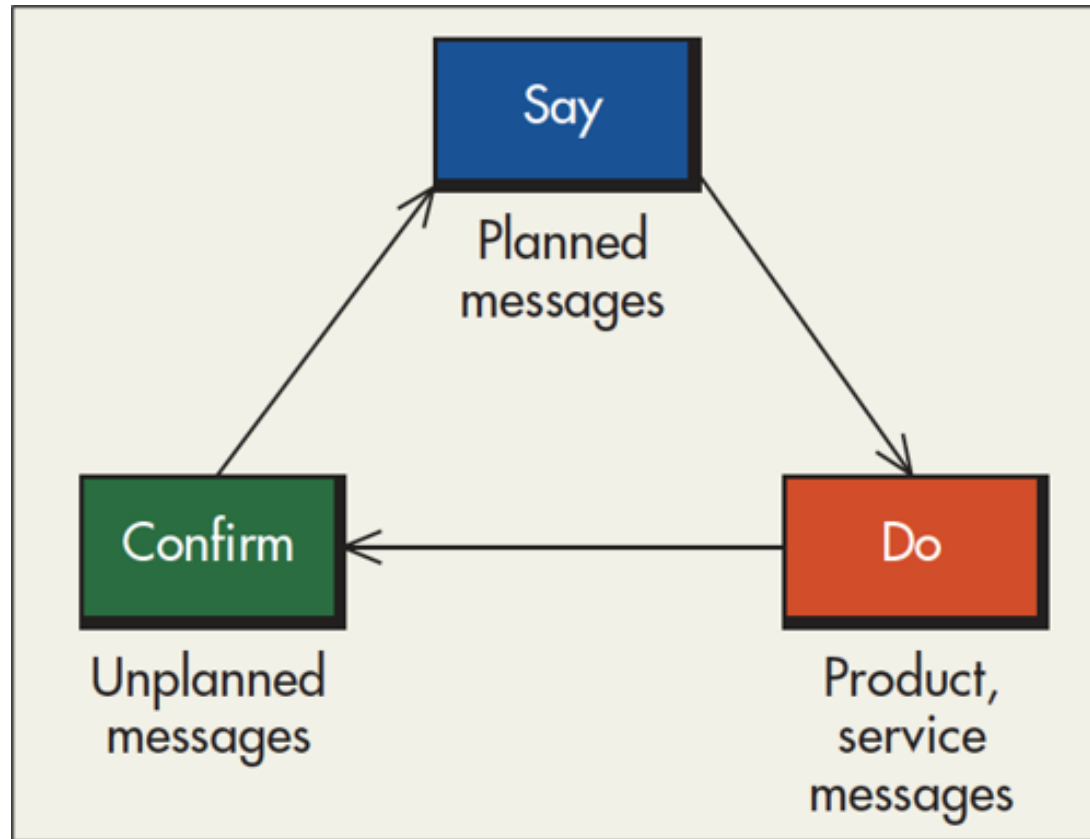 Say
Planned
messages
Confirm
Unplanned
messages
Do
Product,
service
messages